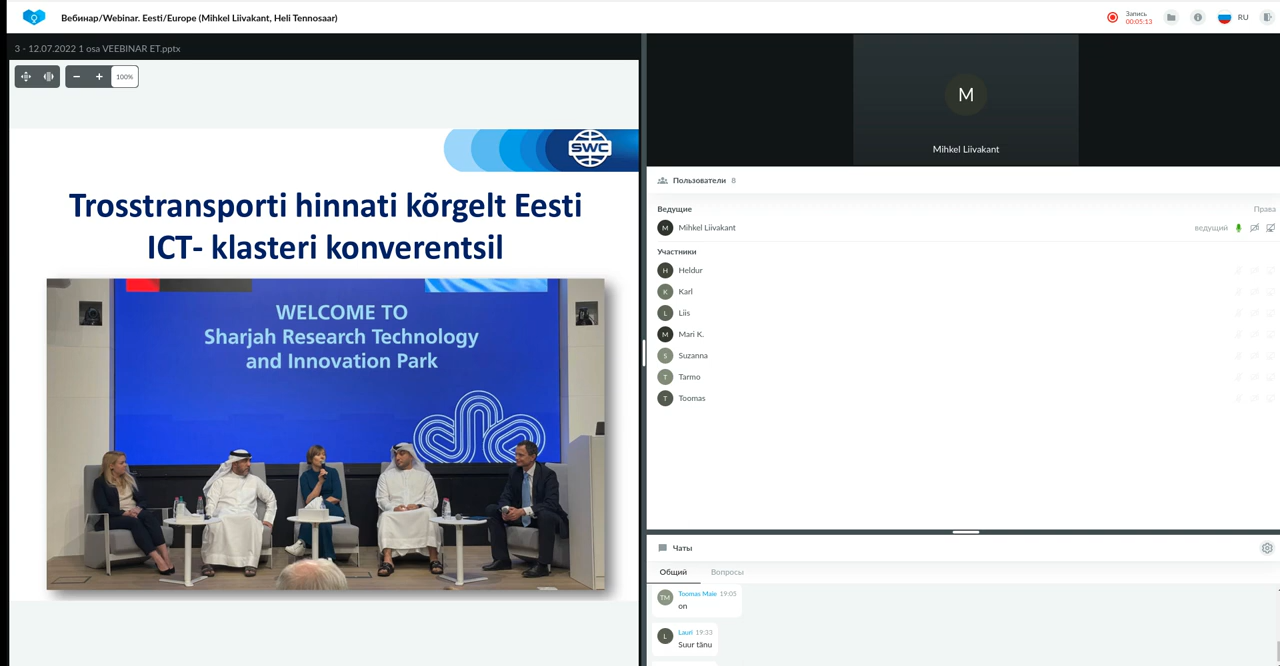 Вебинар/Webinar. Eesti/Europe (Mihkel Liivakant, Heli Tennosaar)
Запись
00:05:13
RU
3 - 12.07.2022 1 osa VEEBINAR ET.pptx
100%
SWC
Trosstransporti hinnati kõrgelt Eesti
ICT- klasteri konverentsil
WELCOME TO
Sharjah Research Technology
and Innovation Park
M
Mihkel Liivakant
Пользователи 8
Ведущие
Права
M Mihkel Liivakant
ведущий
Участники
H Heldur
K Karl
L Liis
M Mari K.
S Suzanna
T Tarmo
T Toomas
Чаты
Общий
Вопросы
TM Toomas Maie 19:05
on
L Lauri 19:33
Suur tänu